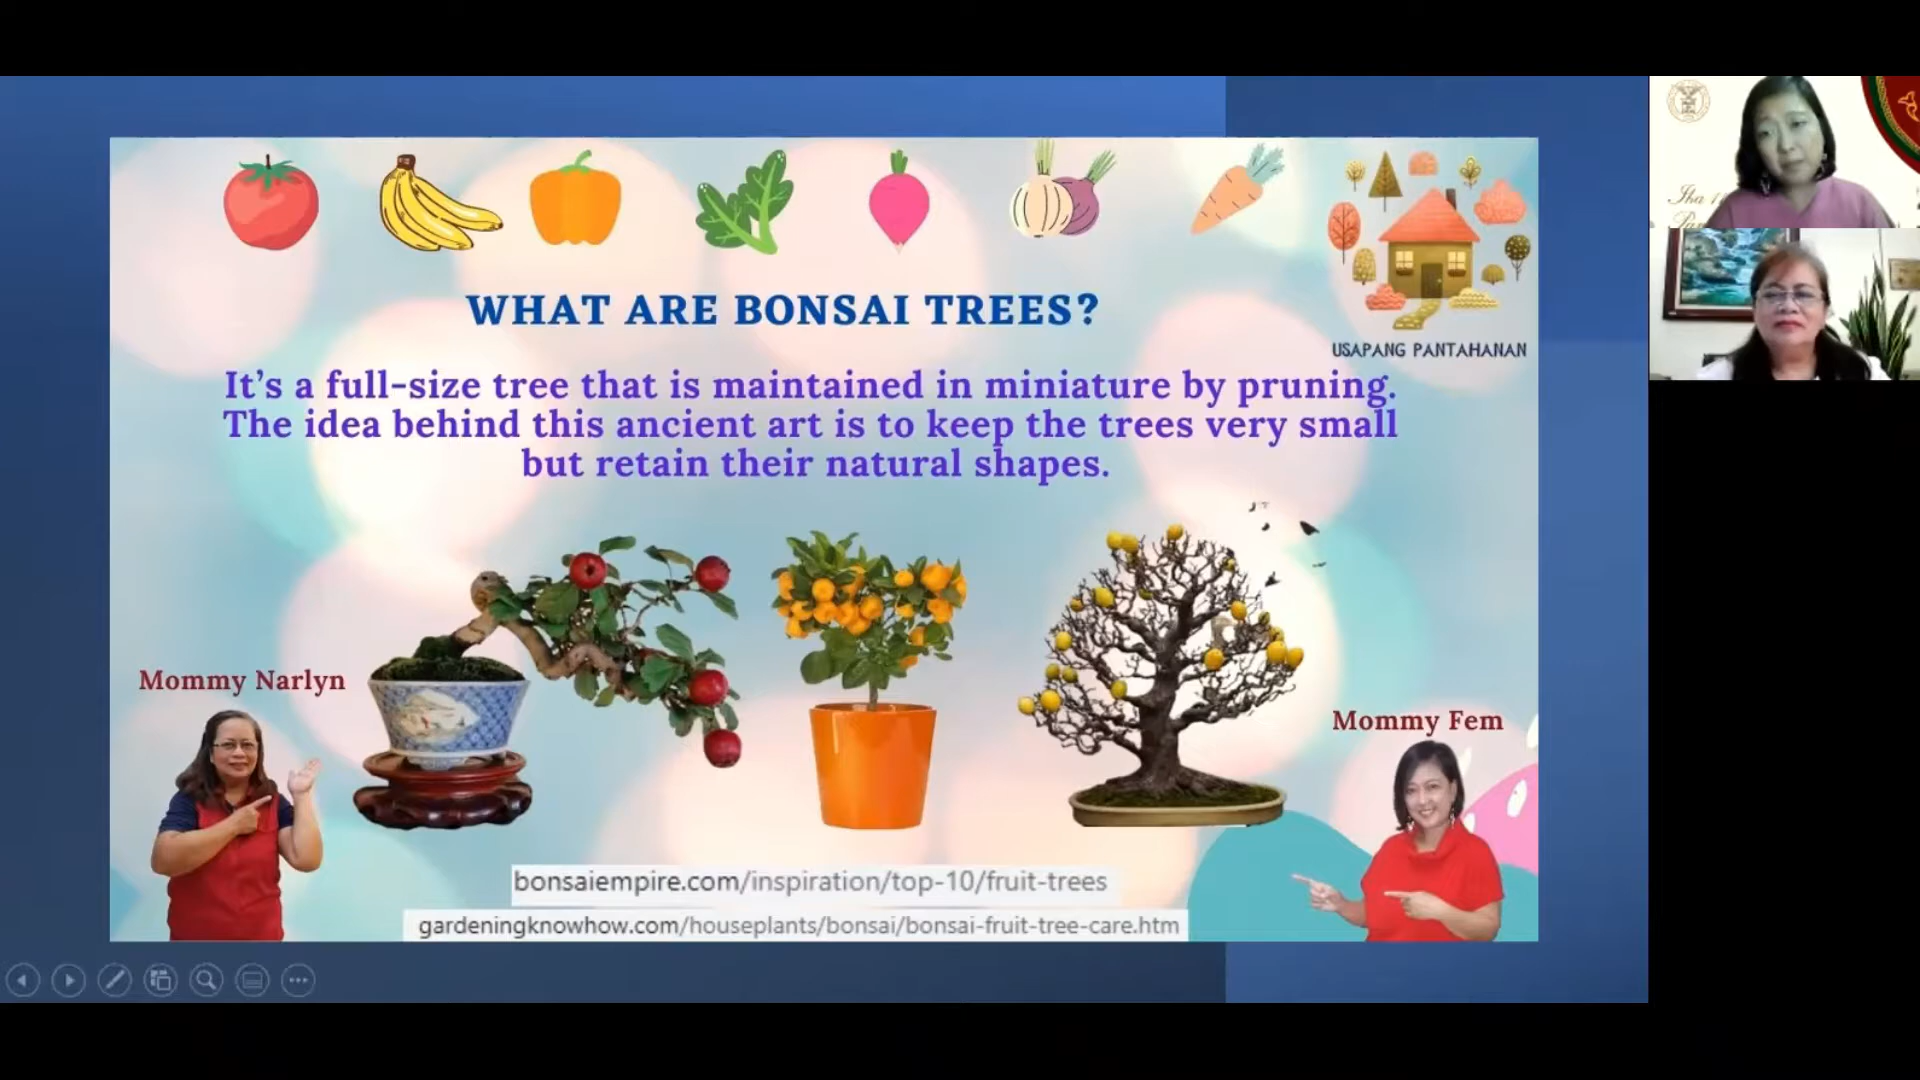 WHAT ARE BONSAI TREES?
USAPANG PANTAHANAN
It's a full-size tree that is maintained in miniature by pruning.
The idea behind this ancient art is to keep the trees very small
but retain their natural shapes.
Mommy Narlyn
Mommy Fem
bonsaiempire.com/inspiration/top-10/fruit-trees
gardeningknowhow.com/houseplants/bonsai/bonsai-fruit-tree-care.htm